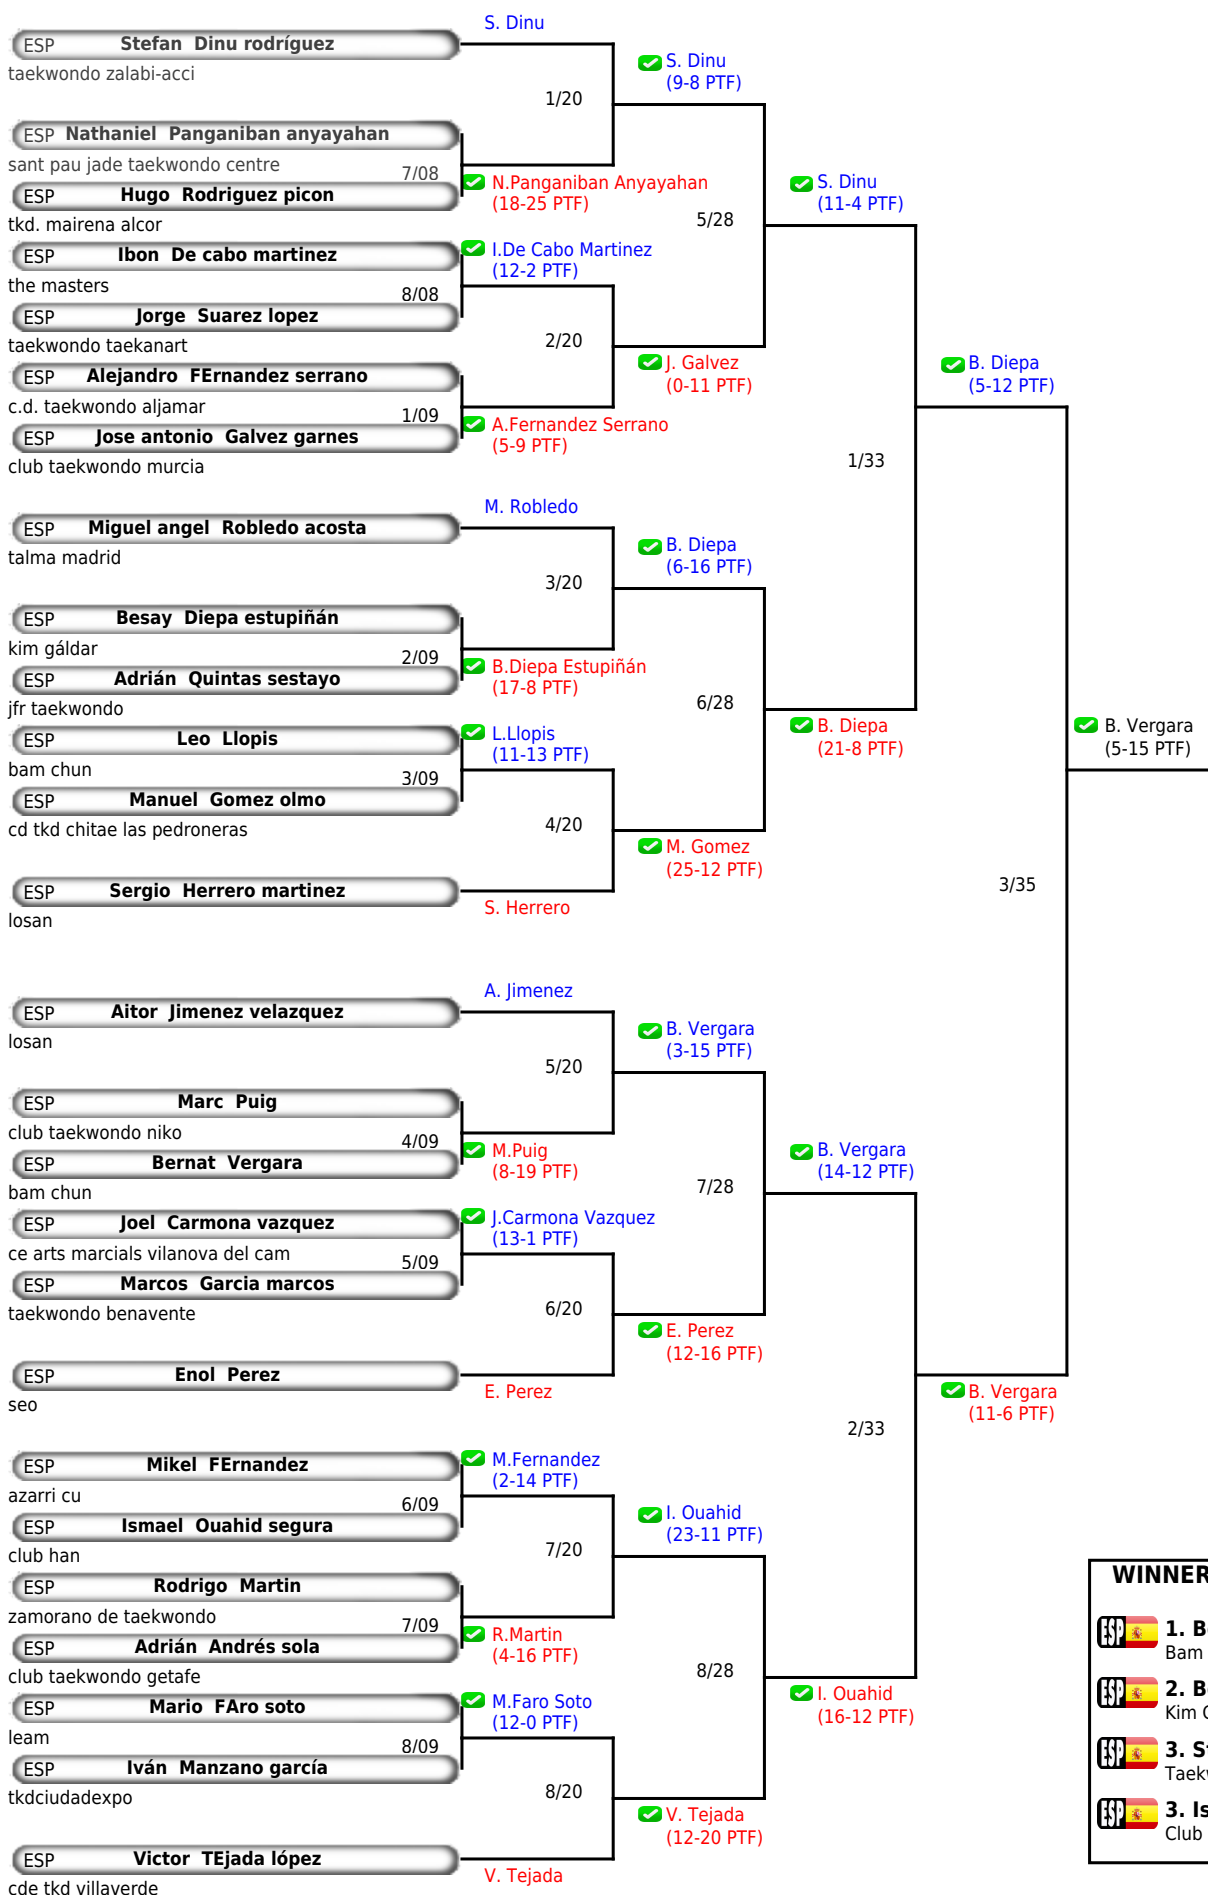 S. Dinu
ESP Stefan Dinu rodríguez
taekwondo zalabi-acci
S. Dinu
(9-8 PTF)
1/20
ESP Nathaniel Panganiban anyayahan
sant pau jade taekwondo centre
7/08
N.Panganiban Anyayahan
(18-25 PTF)
S. Dinu
(11-4 PTF)
ESP Hugo Rodriguez picon
tkd. mairena alcor
5/28
ESP Ibon De cabo martinez
the masters
I.De Cabo Martinez
(12-2 PTF)
8/08
ESP Jorge Suarez lopez
taekwondo taekanart
2/20
J. Galvez
(0-11 PTF)
B. Diepa
(5-12 PTF)
ESP Alejandro FErnandez serrano
c.d. taekwondo aljamar
1/09
A.Fernandez Serrano
(5-9 PTF)
ESP Jose antonio Galvez garnes
club taekwondo murcia
1/33
M. Robledo
ESP Miguel angel Robledo acosta
talma madrid
B. Diepa
(6-16 PTF)
3/20
ESP Besay Diepa estupiñán
kim gáldar
2/09
B.Diepa Estupiñán
(17-8 PTF)
ESP Adrián Quintas sestayo
jfr taekwondo
6/28
ESP Leo Llopis
bam chun
L.Llopis
(11-13 PTF)
B. Diepa
(21-8 PTF)
B. Vergara
(5-15 PTF)
3/09
ESP Manuel Gomez olmo
cd tkd chitae las pedroneras
4/20
M. Gomez
(25-12 PTF)
ESP Sergio Herrero martinez
losan
S. Herrero
3/35
A. Jimenez
ESP Aitor Jimenez velazquez
losan
B. Vergara
(3-15 PTF)
5/20
ESP Marc Puig
club taekwondo niko
4/09
M.Puig
(8-19 PTF)
B. Vergara
(14-12 PTF)
ESP Bernat Vergara
bam chun
7/28
ESP Joel Carmona vazquez
ce arts marcials vilanova del cam
J.Carmona Vazquez
(13-1 PTF)
5/09
ESP Marcos Garcia marcos
taekwondo benavente
6/20
E. Perez
(12-16 PTF)
ESP Enol Perez
seo
E. Perez
B. Vergara
(11-6 PTF)
2/33
ESP Mikel FErnandez
azarri cu
M.Fernandez
(2-14 PTF)
6/09
ESP Ismael Ouahid segura
club han
I. Ouahid
(23-11 PTF)
7/20
ESP Rodrigo Martin
zamorano de taekwondo
7/09
R.Martin
(4-16 PTF)
ESP Adrián Andrés sola
club taekwondo getafe
8/28
ESP Mario FAro soto
leam
M.Faro Soto
(12-0 PTF)
I. Ouahid
(16-12 PTF)
8/09
ESP Iván Manzano garcía
tkdciudadexpo
8/20
V. Tejada
(12-20 PTF)
ESP Victor TEjada lópez
cde tkd villaverde
V. Tejada
WINNER
ESP 1. B
Bam
ESP 2. B
Kim
ESP 3. S
Taek
ESP 3. Is
Club